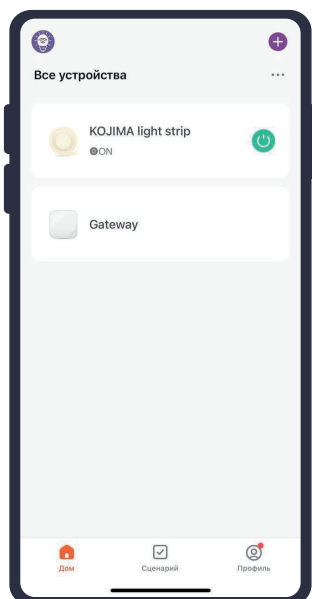 Все устройства
KOJIMA light strip
ON
Gateway
Дом
Сценарий
Профиль